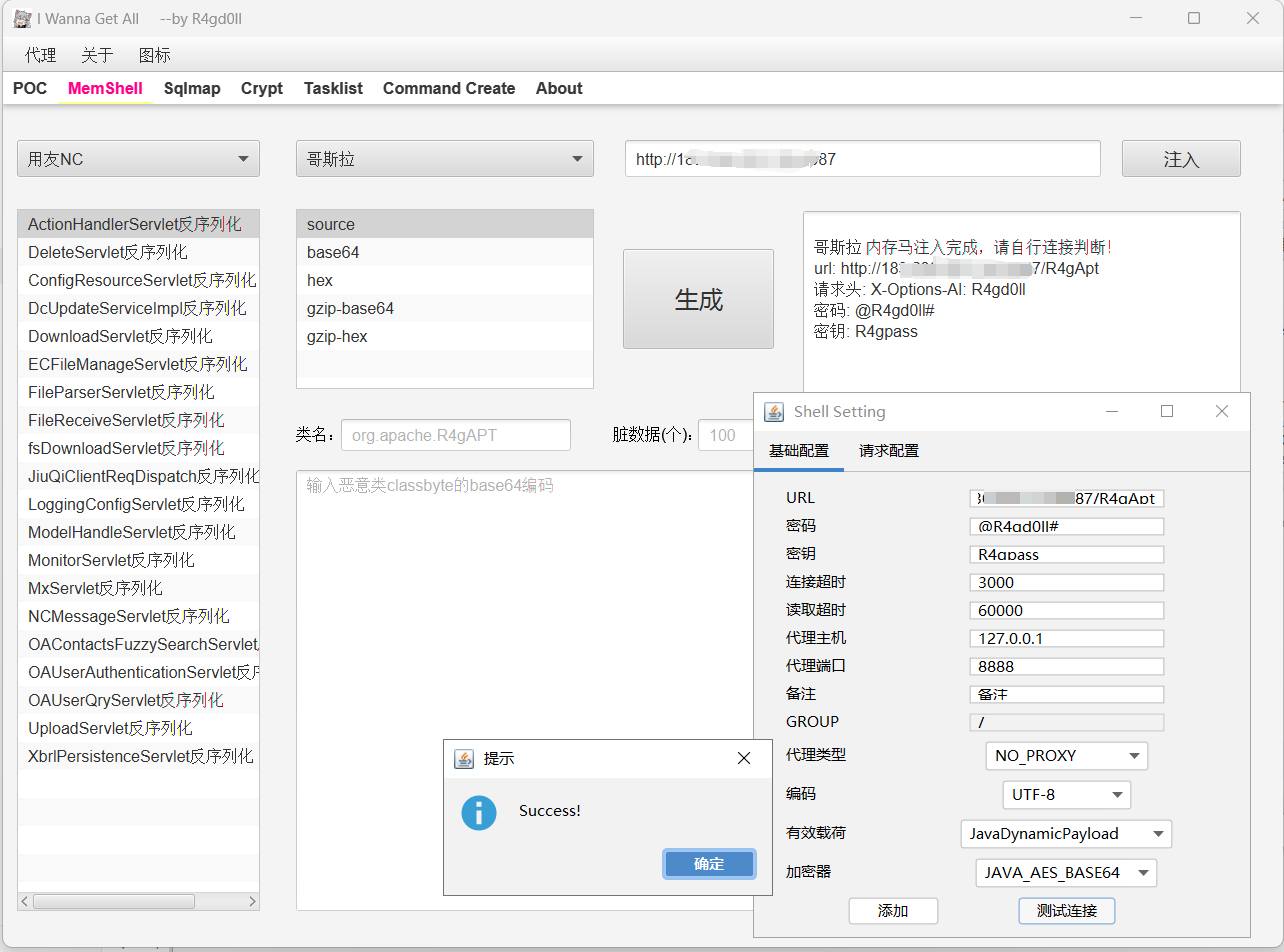 I Wanna Get All --by R4gd0ll
代理 关于 图标
POC MemShell Sqlmap Crypt Tasklist Command Create About
用友NC 哥斯拉 http://18 87 注入
ActionHandlerServlet反序列化
DeleteServlet反序列化
ConfigResourceServlet反序列化
DcUpdateServiceImpl反序列化
DownloadServlet反序列化
ECFileManageServlet反序列化
FileParserServlet反序列化
FileReceiveServlet反序列化
fsDownloadServlet反序列化
JiuQiClientReqDispatch反序列化
LoggingConfigServlet反序列化
ModelHandleServlet反序列化
MonitorServlet反序列化
MxServlet反序列化
NCMessageServlet反序列化
OAContactsFuzzySearchServlet
OAUserAuthenticationServlet反序
OAUserQryServlet反序列化
UploadServlet反序列化
XbrlPersistenceServlet反序列化
source
base64
hex
gzip-base64
gzip-hex
生成
哥斯拉 内存马注入完成，请自行连接判断!
url: http://183 7/R4gApt
请求头: X-Options-AI: R4gd0ll
密码: @R4gd0ll#
密钥: R4gpass
类名： org.apache.R4gAPT 脏数据(个)： 100
输入恶意类classbyte的base64编码
Shell Setting
基础配置 请求配置
URL 87/R4gApt
密码 @R4gd0ll#
密钥 R4gpass
连接超时 3000
读取超时 60000
代理主机 127.0.0.1
代理端口 8888
备注 备注
GROUP /
代理类型 NO_PROXY
编码 UTF-8
有效载荷 JavaDynamicPayload
加密器 JAVA_AES_BASE64
添加 测试连接
提示
Success!
确定